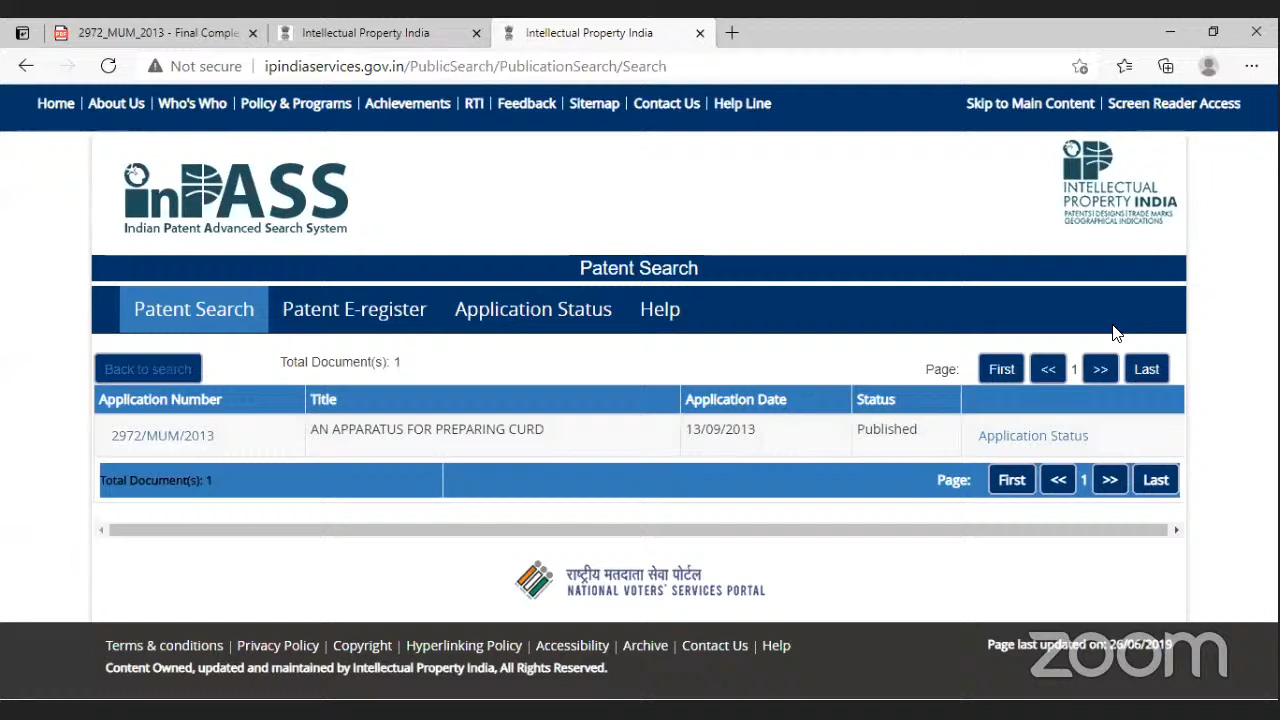 2972_MUM_2013 - Final Comple
Intellectual Property India
Intellectual Property India
Not secure ipindiaservices.gov.in/PublicSearch/PublicationSearch/Search
Home | About Us | Who's Who | Policy & Programs | Achievements | RTI | Feedback | Sitemap | Contact Us | Help Line
Skip to Main Content | Screen Reader Access
inPASS
Indian Patent Advanced Search System
iP
INTELLECTUAL
PROPERTY INDIA
PATENTS | DESIGNS | TRADE MARKS
GEOGRAPHICAL INDICATIONS
Patent Search
Patent Search Patent E-register Application Status Help
Back to search Total Document(s): 1 Page: First << 1 >> Last
Application Number Title Application Date Status
2972/MUM/2013 AN APPARATUS FOR PREPARING CURD 13/09/2013 Published Application Status
Total Document(s): 1 Page: First << 1 >> Last
राष्ट्रीय मतदाता सेवा पोर्टल
NATIONAL VOTERS' SERVICES PORTAL
Terms & conditions | Privacy Policy | Copyright | Hyperlinking Policy | Accessibility | Archive | Contact Us | Help
Page last updated on: 26/06/2019
Content Owned, updated and maintained by Intellectual Property India, All Rights Reserved.
zoom